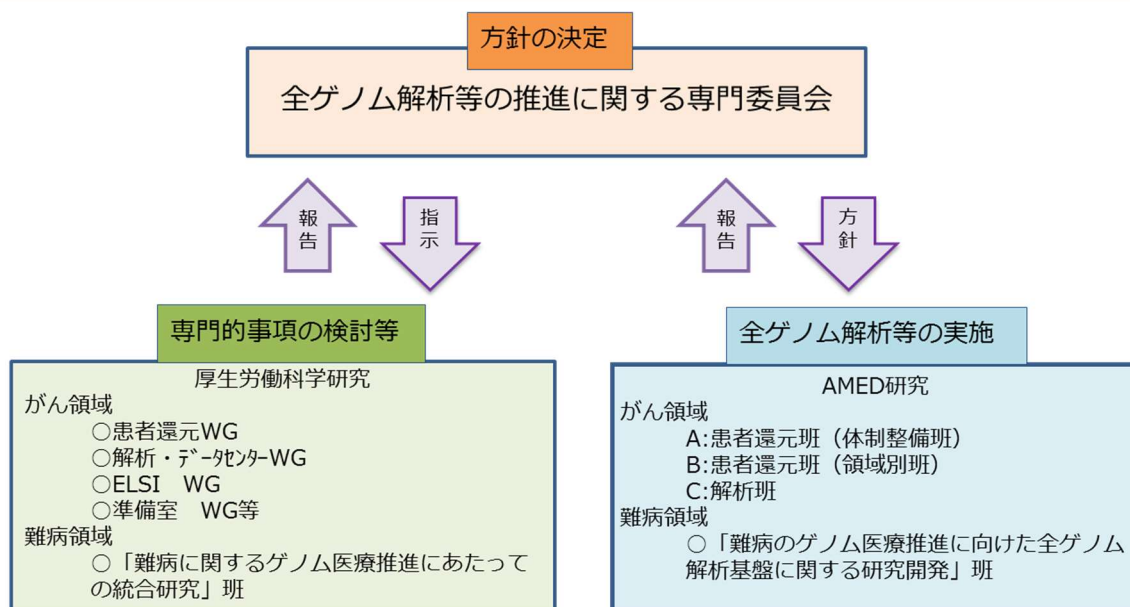 方針の決定
全ゲノム解析等の推進に関する専門委員会
報告
指示
報告
方針
専門的事項の検討等
厚生労働科学研究
がん領域
○患者還元WG
○解析・ﾃﾞｰﾀｾﾝﾀｰWG
○ELSI　WG
○準備室　WG等
難病領域
○「難病に関するゲノム医療推進にあたって
の統合研究」班
全ゲノム解析等の実施
AMED研究
がん領域
A:患者還元班（体制整備班）
B:患者還元班（領域別班）
C:解析班
難病領域
○「難病のゲノム医療推進に向けた全ゲノム
解析基盤に関する研究開発」班